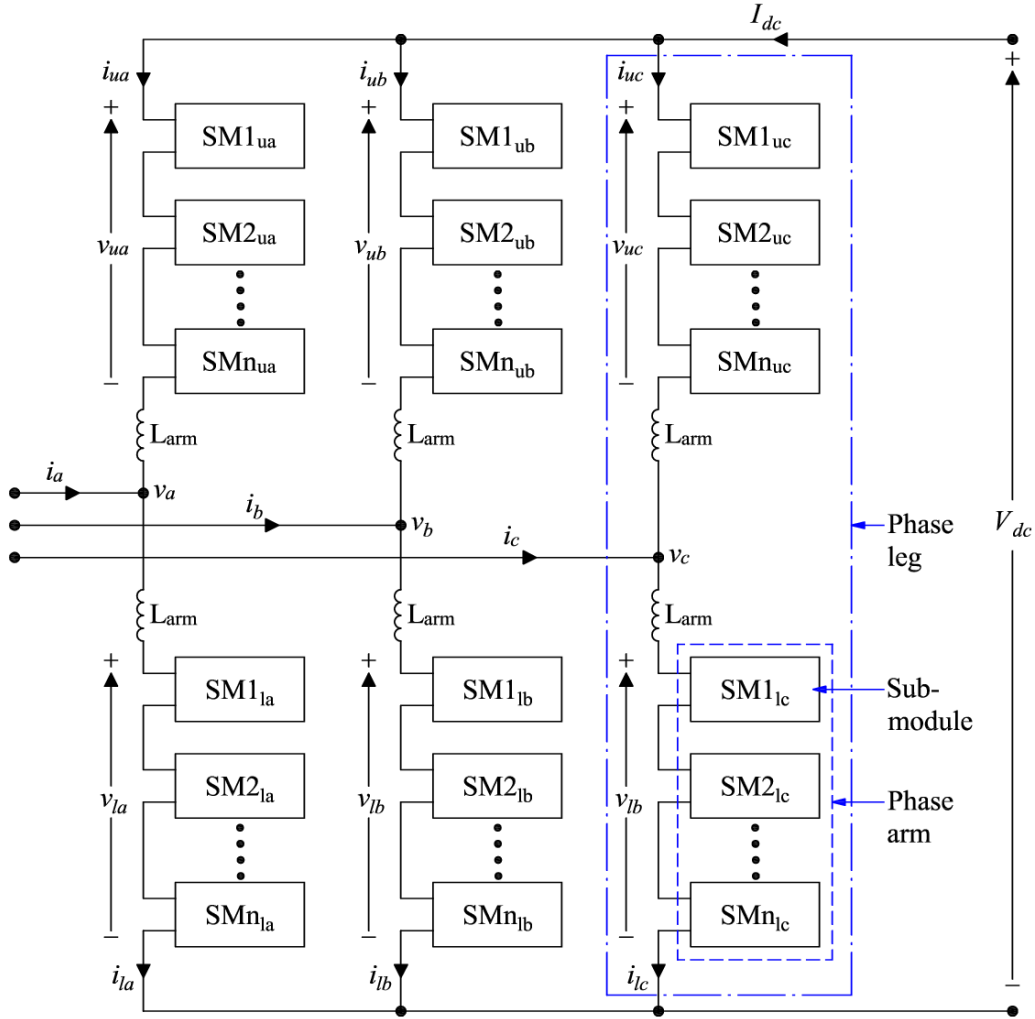 I_dc
i_ua i_ub i_uc
+ + + +
SM1_ua SM1_ub SM1_uc
v_ua SM2_ua v_ub SM2_ub v_uc SM2_uc
SMn_ua SMn_ub SMn_uc
− − −
L_arm L_arm L_arm
i_a v_a
i_b v_b V_dc Phase
i_c v_c leg
L_arm L_arm L_arm
+ + +
SM1_la SM1_lb SM1_lc Sub-
module
v_la SM2_la v_lb SM2_lb v_lb SM2_lc Phase
arm
SMn_la SMn_lb SMn_lc
− − −
i_la i_lb i_lc −